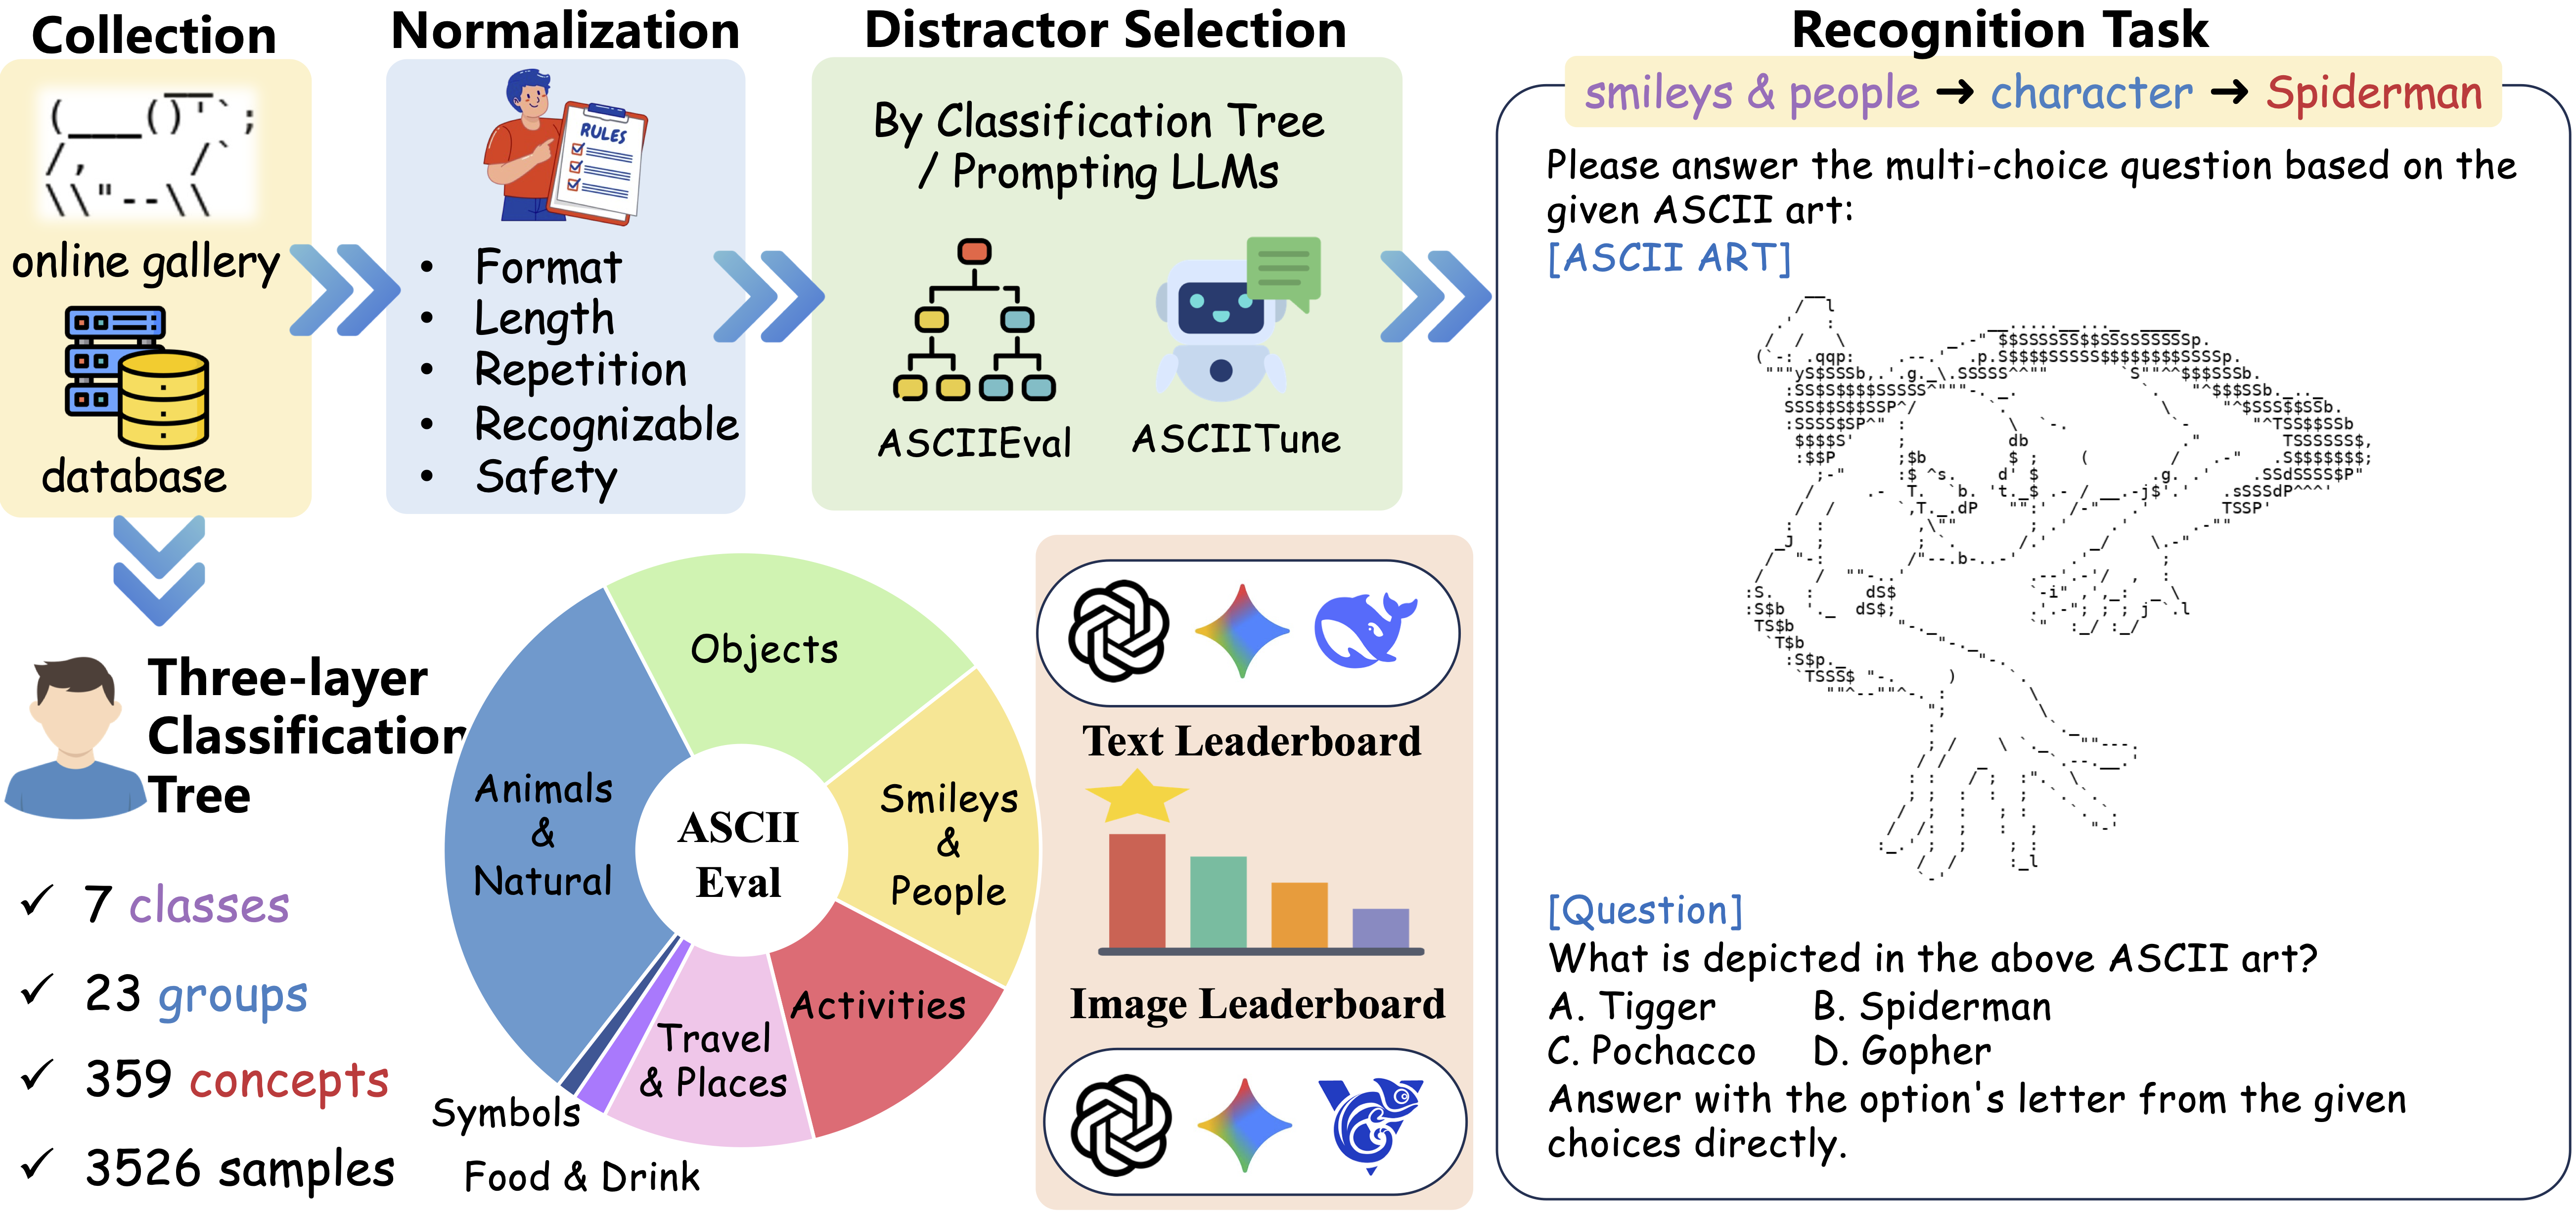 Collection
online gallery
database
Normalization
RULES
• Format
• Length
• Repetition
• Recognizable
• Safety
Distractor Selection
By Classification Tree
/ Prompting LLMs
ASCIIEval
ASCIITune
Three-layer
Classification
Tree
✓ 7 classes
✓ 23 groups
✓ 359 concepts
✓ 3526 samples
Objects
Animals
&
Natural
Smileys
&
People
ASCII
Eval
Activities
Travel
& Places
Symbols
Food & Drink
Text Leaderboard
Image Leaderboard
Recognition Task
smileys & people → character → Spiderman
Please answer the multi-choice question based on the
given ASCII art:
[ASCII ART]
[Question]
What is depicted in the above ASCII art?
A. Tigger B. Spiderman
C. Pochacco D. Gopher
Answer with the option's letter from the given
choices directly.